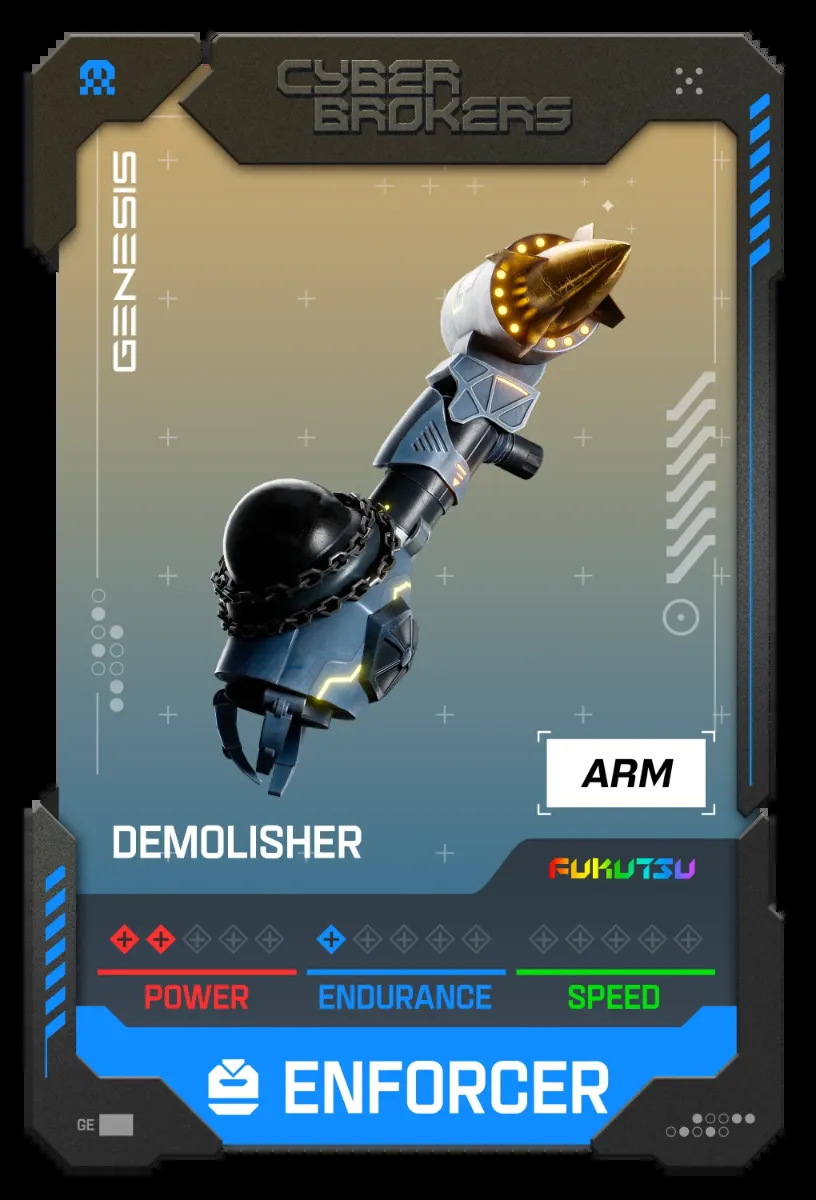 CYBER
BROKERS
GENESIS
ARM
DEMOLISHER
FUKUTSU
POWER ENDURANCE SPEED
ENFORCER
GE